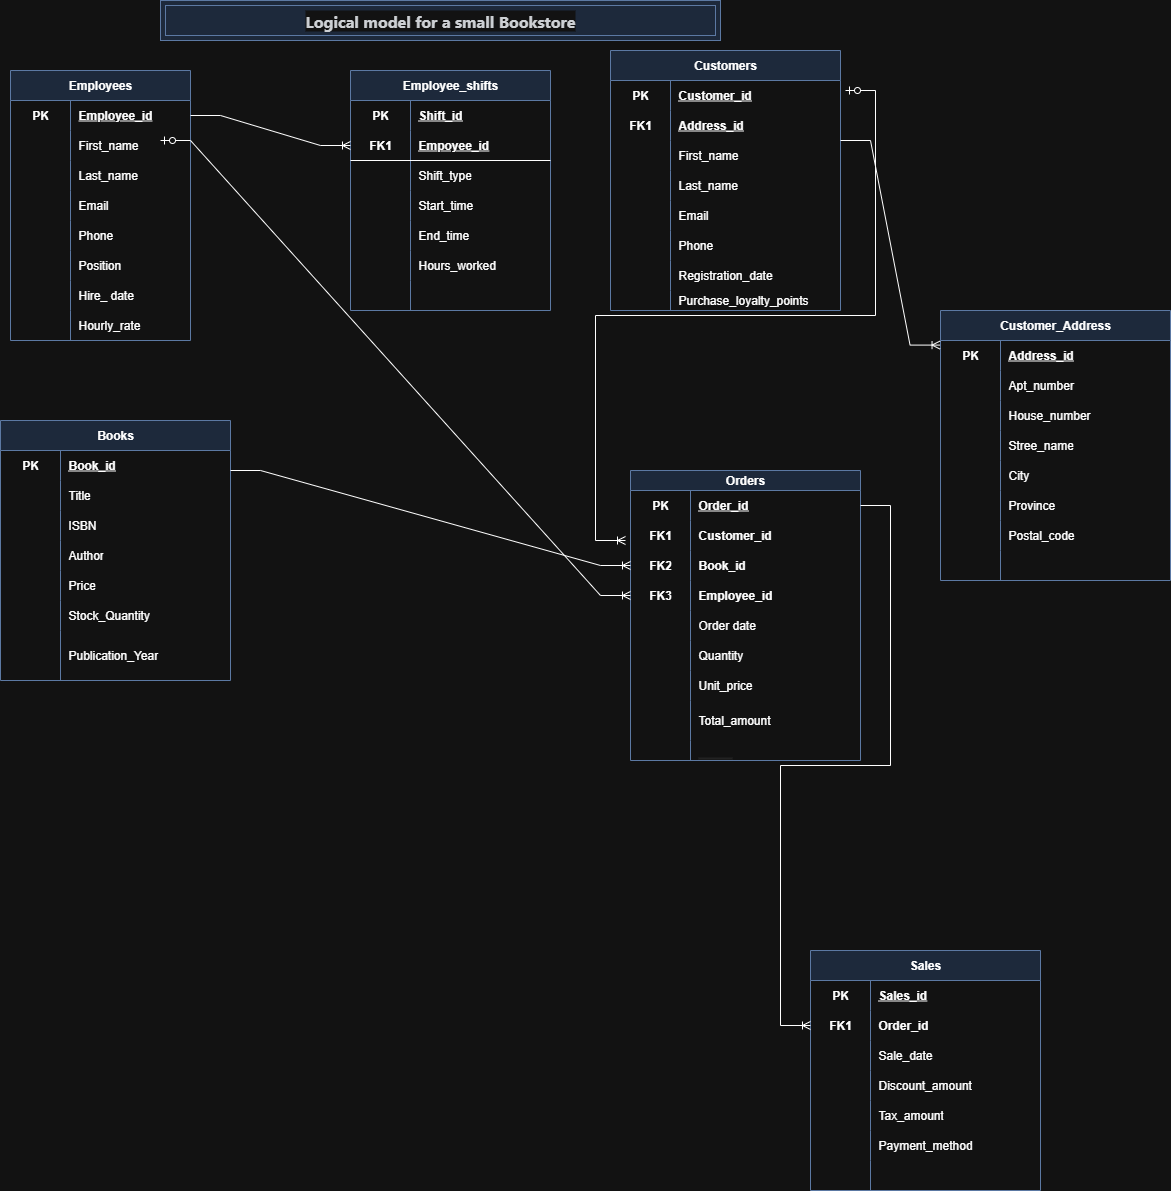 Logical model for a small Bookstore
Employees
PK Employee_id
First_name
Last_name
Email
Phone
Position
Hire_ date
Hourly_rate
Employee_shifts
PK Shift_id
FK1 Empoyee_id
Shift_type
Start_time
End_time
Hours_worked
Customers
PK Customer_id
FK1 Address_id
First_name
Last_name
Email
Phone
Registration_date
Purchase_loyalty_points
Customer_Address
PK Address_id
Apt_number
House_number
Stree_name
City
Province
Postal_code
Books
PK Book_id
Title
ISBN
Author
Price
Stock_Quantity
Publication_Year
Orders
PK Order_id
FK1 Customer_id
FK2 Book_id
FK3 Employee_id
Order date
Quantity
Unit_price
Total_amount
Sales
PK Sales_id
FK1 Order_id
Sale_date
Discount_amount
Tax_amount
Payment_method